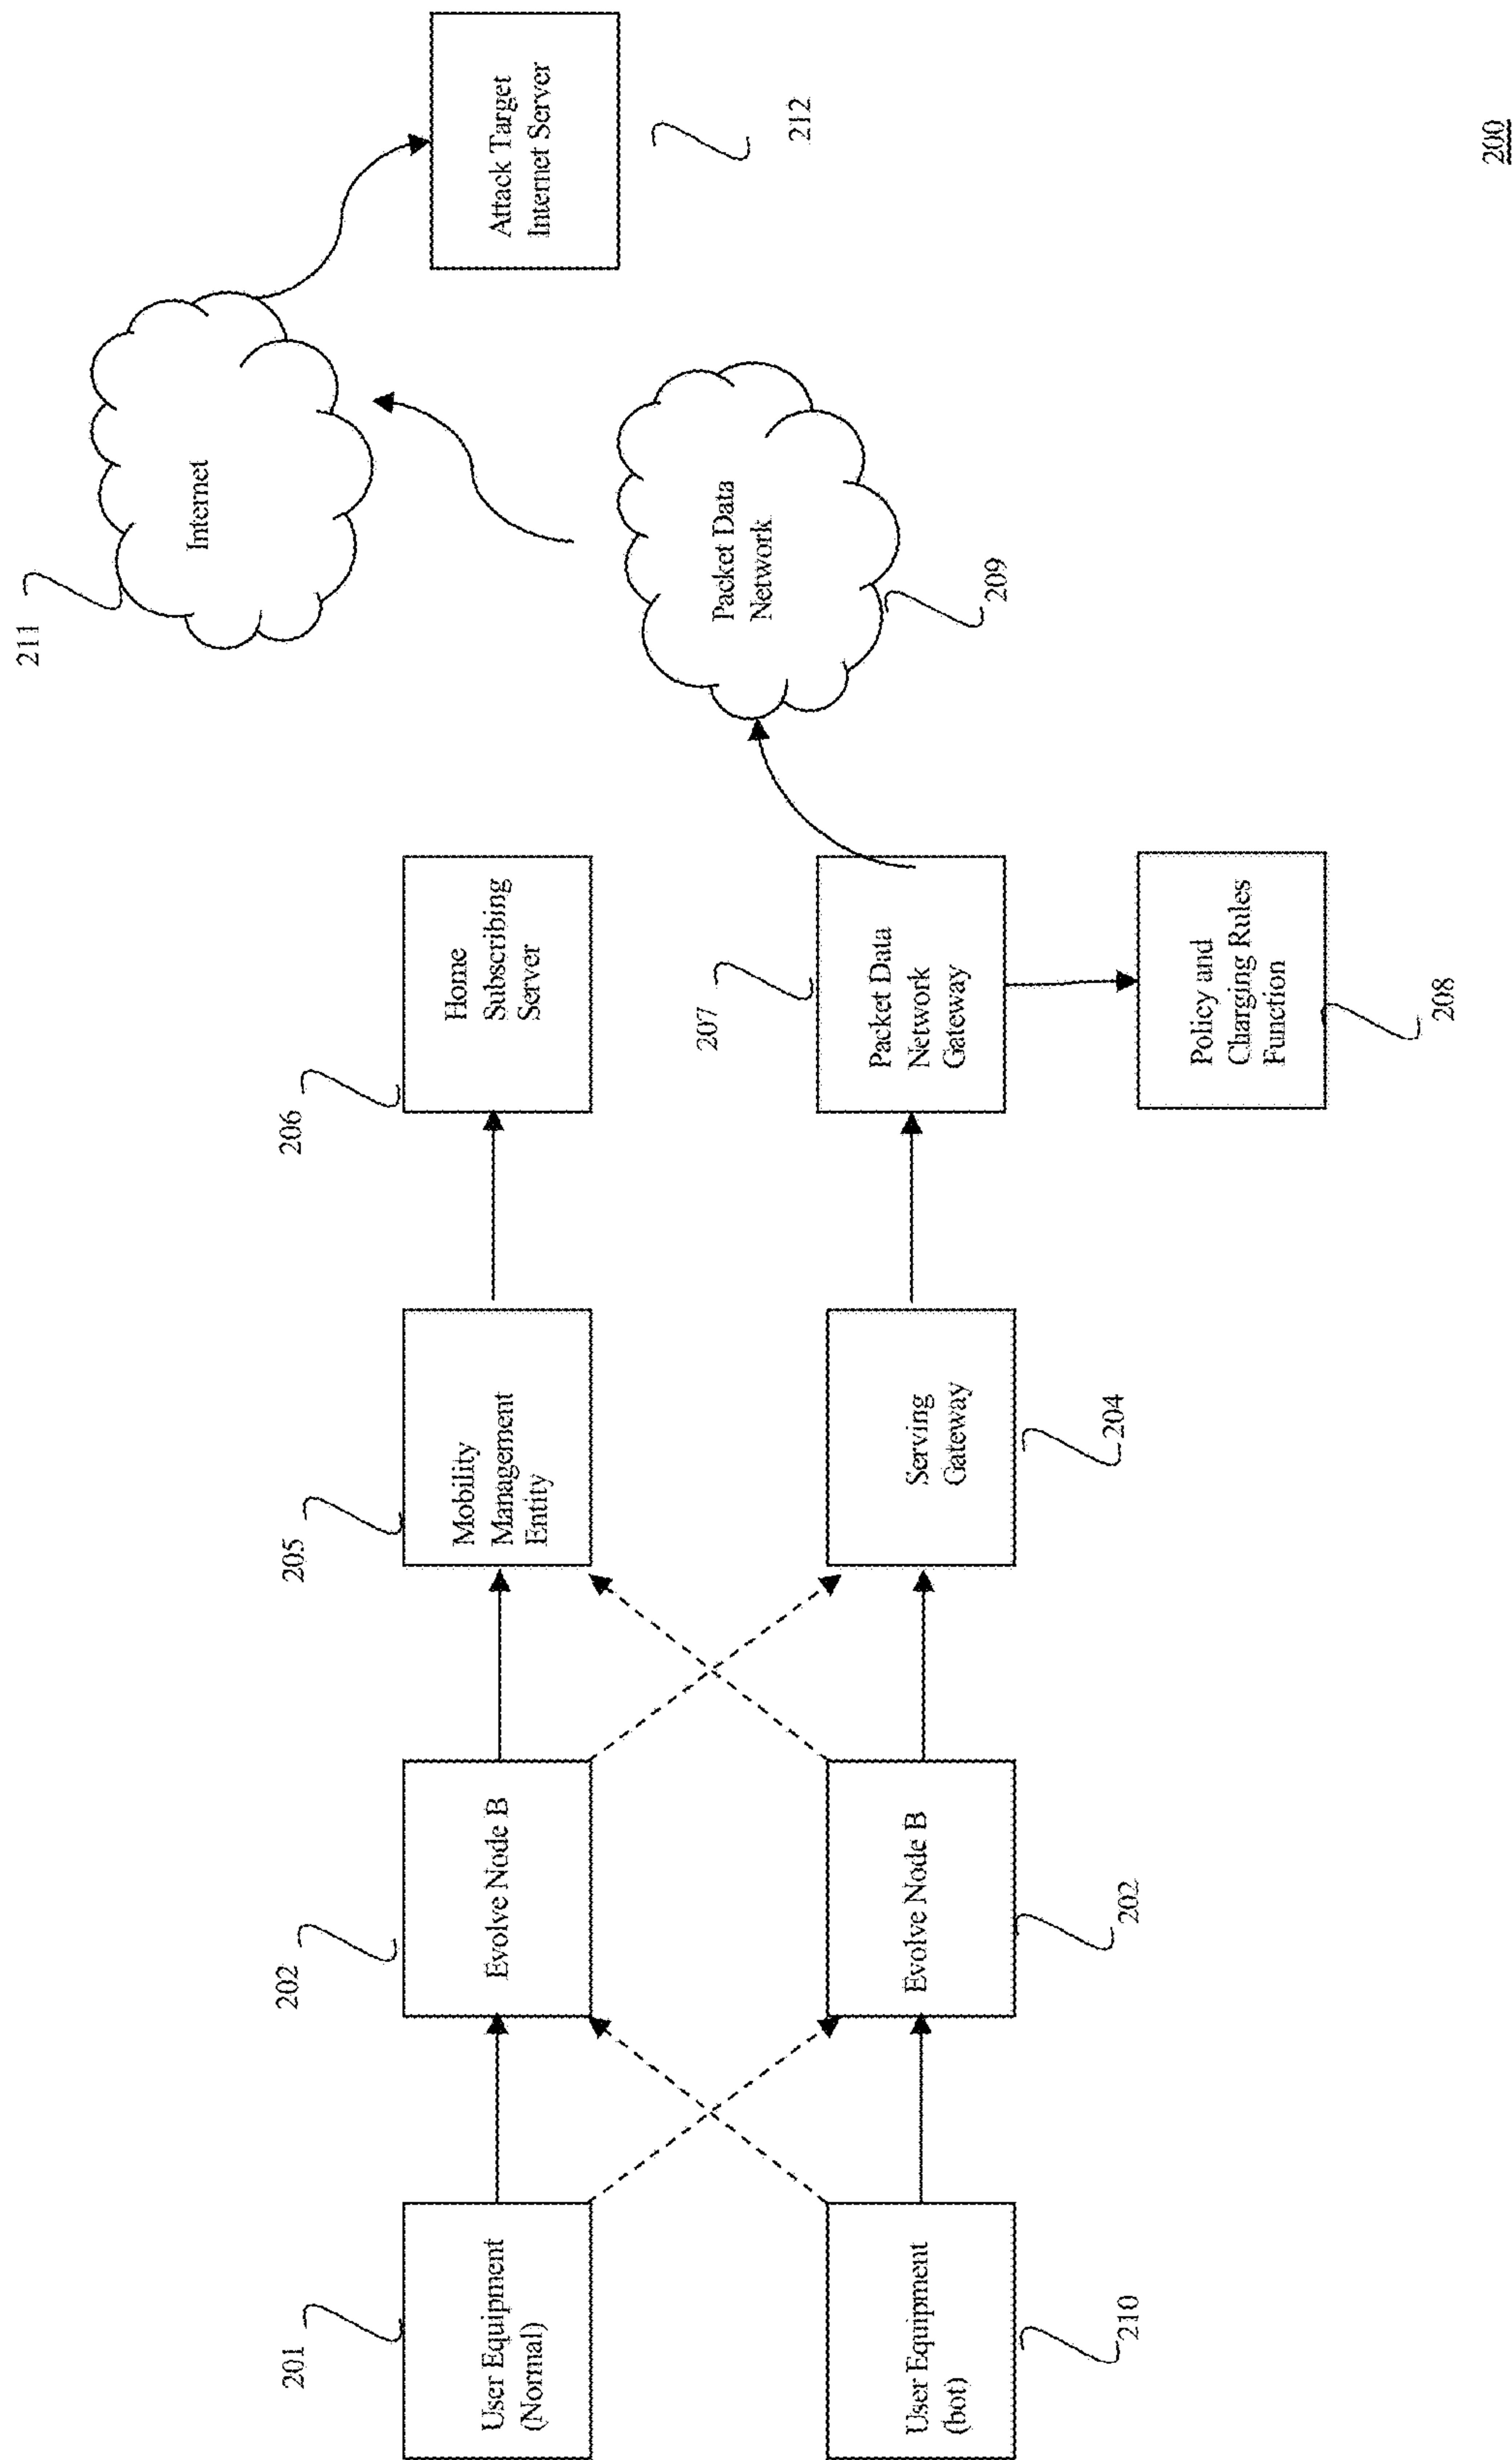 211
Internet
Attack Target
Internet Server
212
Packet Data
Network
209
206
Home
Subscribing
Server
207
Packet Data
Network
Gateway
Policy and
Charging Rules
Function
208
205
Mobility
Management
Entity
Serving
Gateway
204
202
Evolve Node B
Evolve Node B
202
201
User Equipment
(Normal)
User Equipment
(bot)
210
200